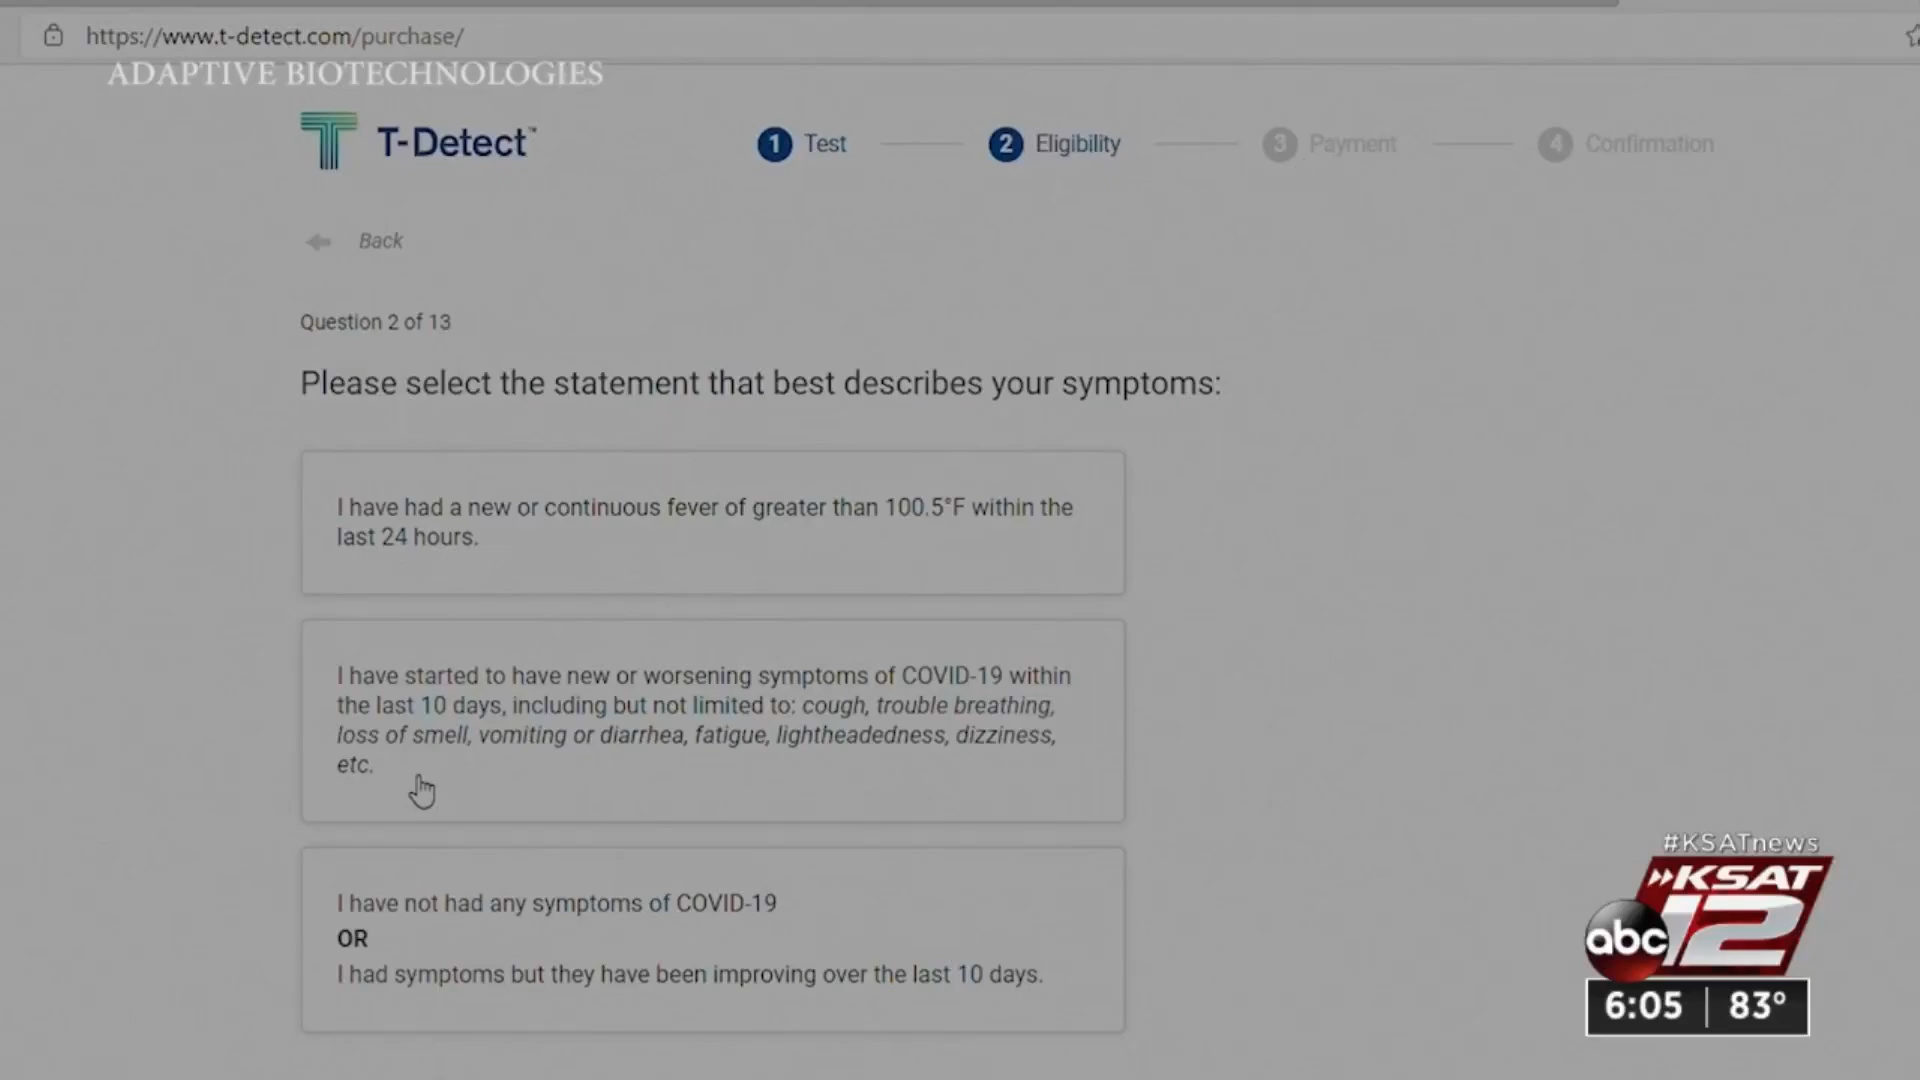 https://www.t-detect.com/purchase/
ADAPTIVE BIOTECHNOLOGIES
T-Detect™
1 Test
2 Eligibility
3 Payment
4 Confirmation
Back
Question 2 of 13
Please select the statement that best describes your symptoms:
I have had a new or continuous fever of greater than 100.5°F within the
last 24 hours.
I have started to have new or worsening symptoms of COVID-19 within
the last 10 days, including but not limited to: cough, trouble breathing,
loss of smell, vomiting or diarrhea, fatigue, lightheadedness, dizziness,
etc.
I have not had any symptoms of COVID-19
OR
I had symptoms but they have been improving over the last 10 days.
#KSATnews
KSAT
abc 12
6:05 | 83°